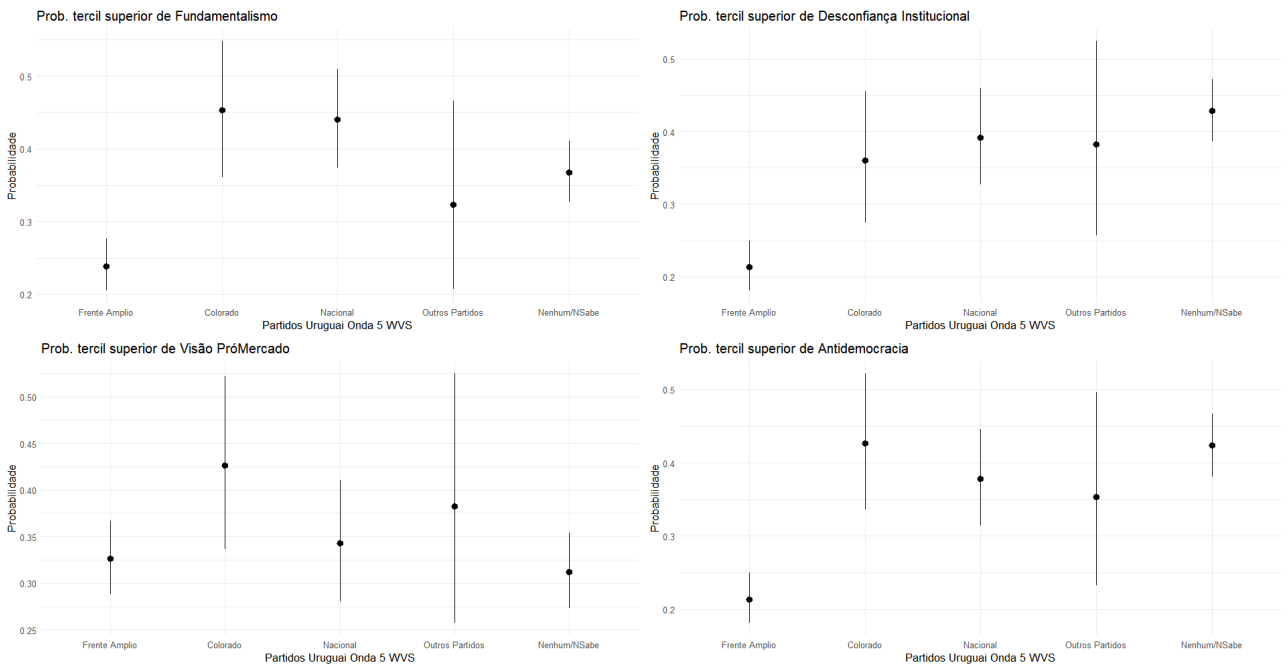 Prob. tercil superior de Fundamentalismo
Probabilidade
0.5
0.4
0.3
0.2
Frente Amplio Colorado Nacional Outros Partidos Nenhum/NSabe
Partidos Uruguai Onda 5 WVS
Prob. tercil superior de Desconfiança Institucional
Probabilidade
0.5
0.4
0.3
0.2
Frente Amplio Colorado Nacional Outros Partidos Nenhum/NSabe
Partidos Uruguai Onda 5 WVS
Prob. tercil superior de Visão PróMercado
Probabilidade
0.50
0.45
0.40
0.35
0.30
0.25
Frente Amplio Colorado Nacional Outros Partidos Nenhum/NSabe
Partidos Uruguai Onda 5 WVS
Prob. tercil superior de Antidemocracia
Probabilidade
0.5
0.4
0.3
0.2
Frente Amplio Colorado Nacional Outros Partidos Nenhum/NSabe
Partidos Uruguai Onda 5 WVS